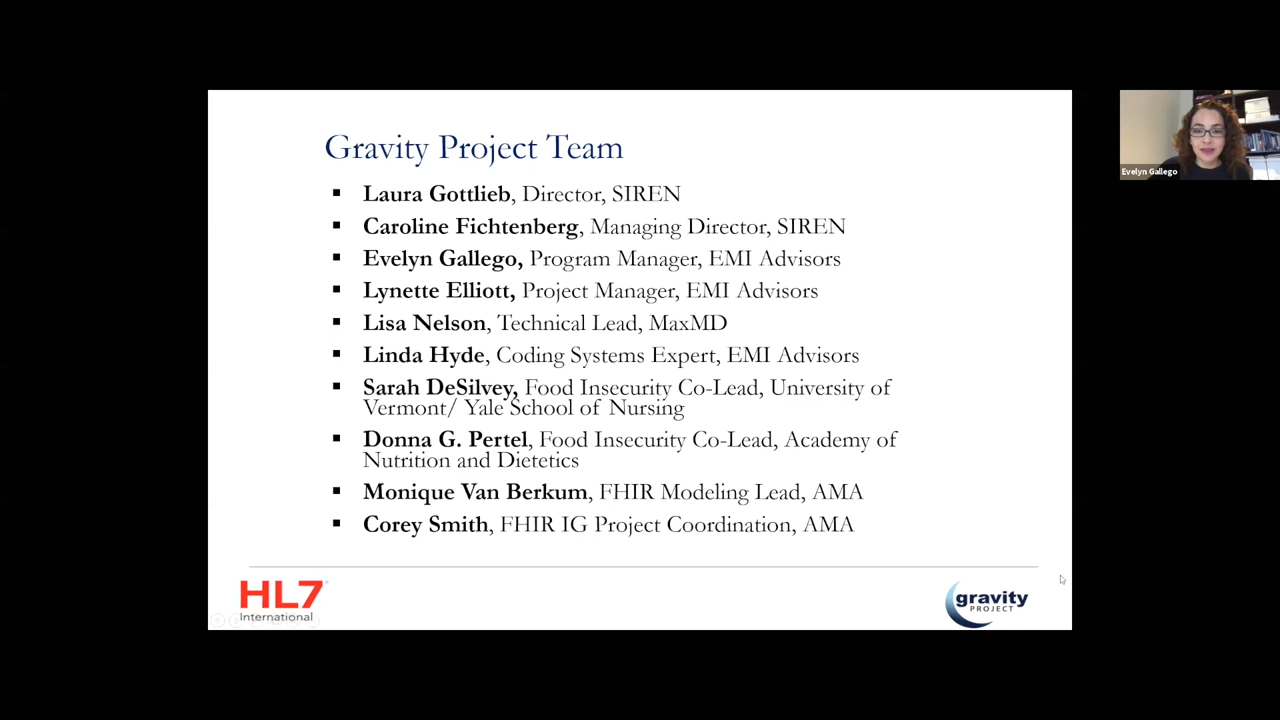 Gravity Project Team
▪ Laura Gottlieb, Director, SIREN
▪ Caroline Fichtenberg, Managing Director, SIREN
▪ Evelyn Gallego, Program Manager, EMI Advisors
▪ Lynette Elliott, Project Manager, EMI Advisors
▪ Lisa Nelson, Technical Lead, MaxMD
▪ Linda Hyde, Coding Systems Expert, EMI Advisors
▪ Sarah DeSilvey, Food Insecurity Co-Lead, University of
Vermont/ Yale School of Nursing
▪ Donna G. Pertel, Food Insecurity Co-Lead, Academy of
Nutrition and Dietetics
▪ Monique Van Berkum, FHIR Modeling Lead, AMA
▪ Corey Smith, FHIR IG Project Coordination, AMA
HL7
International
gravity
PROJECT
Evelyn Gallego